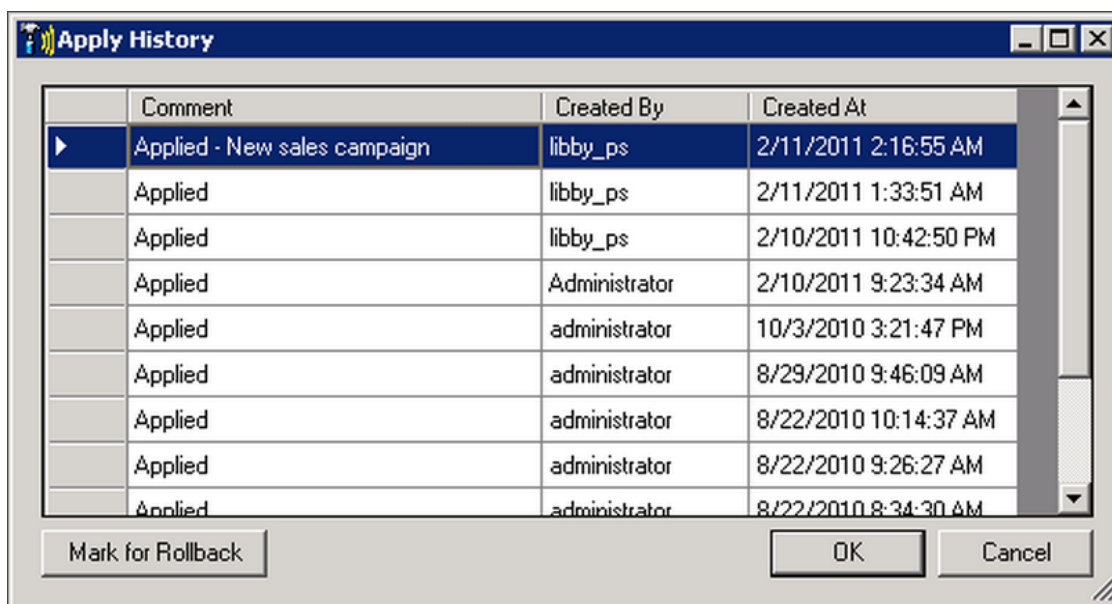 Apply History
Comment Created By Created At
Applied - New sales campaign libby_ps 2/11/2011 2:16:55 AM
Applied libby_ps 2/11/2011 1:33:51 AM
Applied libby_ps 2/10/2011 10:42:50 PM
Applied Administrator 2/10/2011 9:23:34 AM
Applied administrator 10/3/2010 3:21:47 PM
Applied administrator 8/29/2010 9:46:09 AM
Applied administrator 8/22/2010 10:14:37 AM
Applied administrator 8/22/2010 9:26:27 AM
Applied administrator 8/22/2010 8:34:30 AM
Mark for Rollback OK Cancel